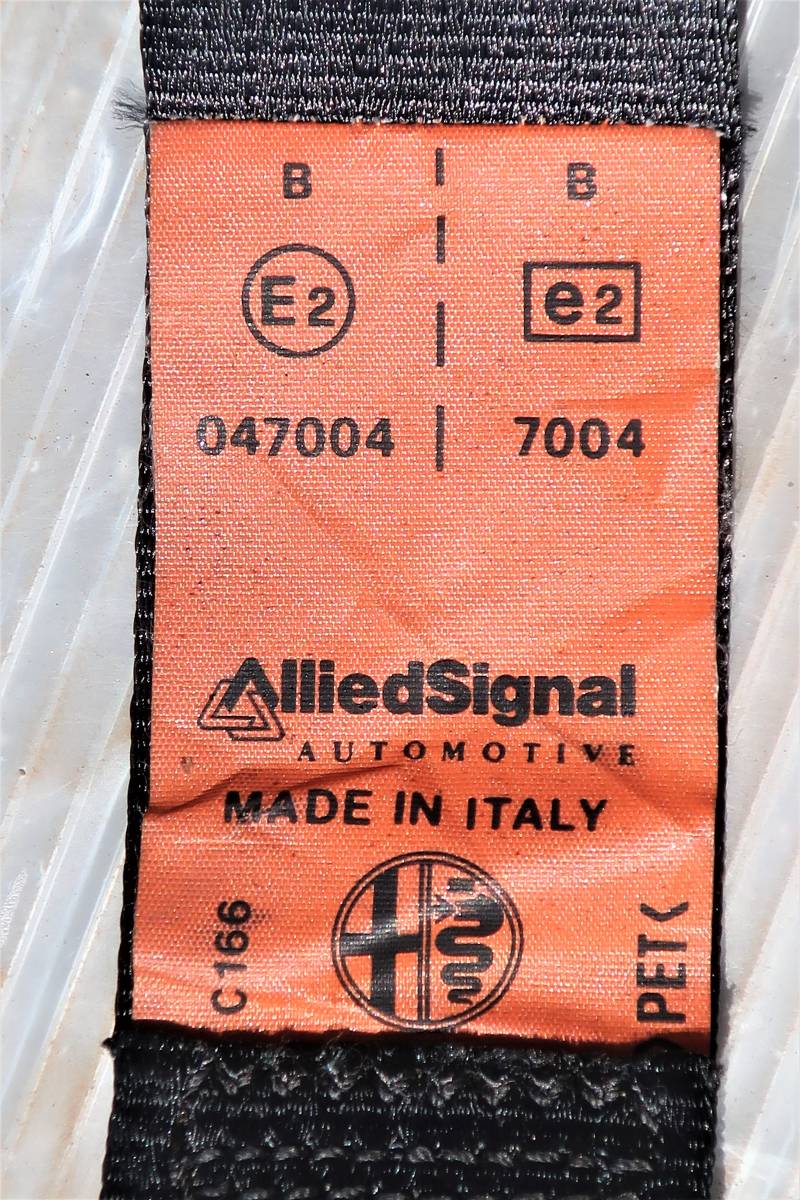 B B
E2 e2
047004 7004
AlliedSignal
AUTOMOTIVE
MADE IN ITALY
C166
PET<